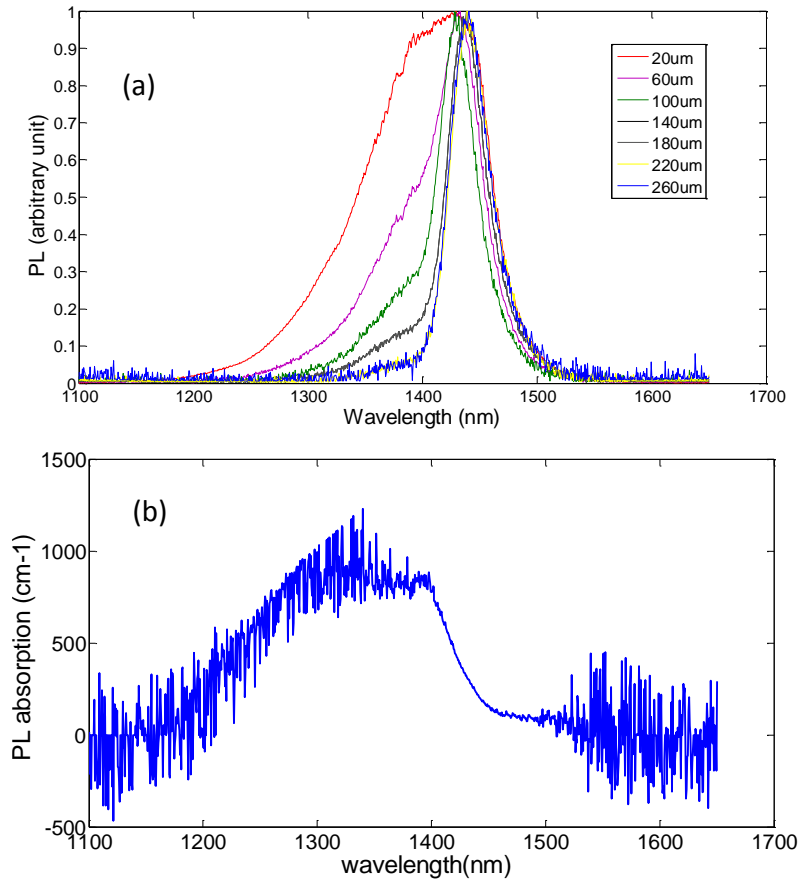 1
0.9
0.8
0.7
0.6
0.5
0.4
0.3
0.2
0.1
0
PL (arbitrary unit)
(a)
20um
60um
100um
140um
180um
220um
260um
1100 1200 1300 1400 1500 1600 1700
Wavelength (nm)
1500
1000
500
0
-500
PL absorption (cm-1)
(b)
1100 1200 1300 1400 1500 1600 1700
wavelength(nm)